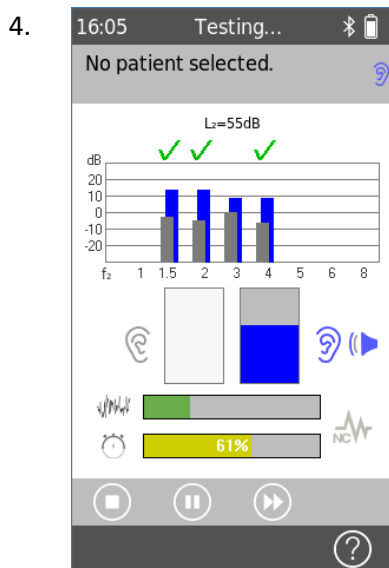 4.
16:05 Testing...
No patient selected.
L₂=55dB
dB
20
10
0
-10
-20
f₂ 1 1.5 2 3 4 5 6 8
NC
61%
?